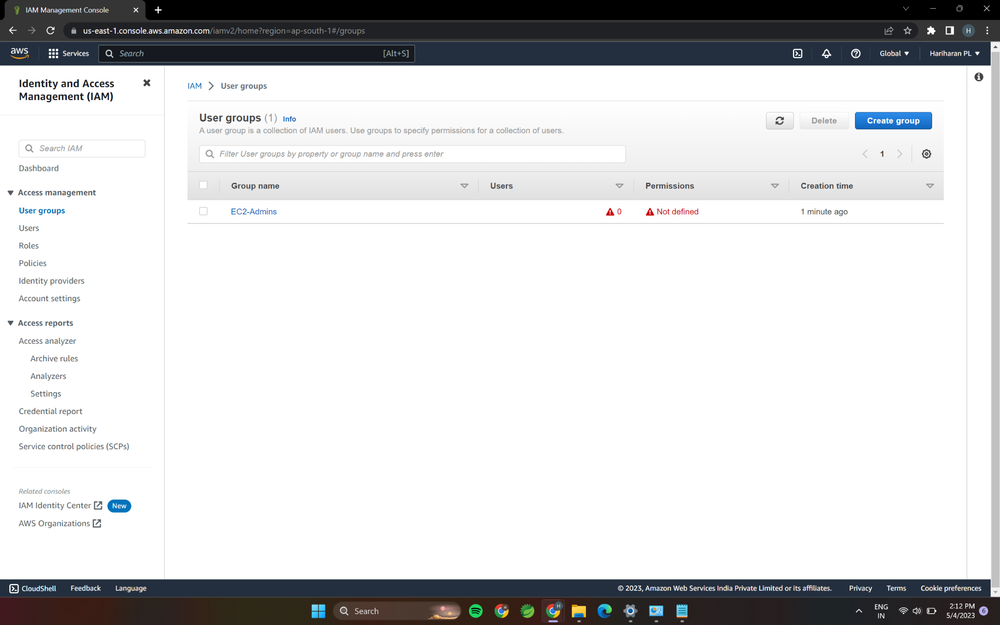 IAM Management Console
us-east-1.console.aws.amazon.com/iamv2/home?region=ap-south-1#/groups
H
aws
Services
Search
[Alt+S]
Global
Hariharan PL
Identity and Access
Management (IAM)
Search IAM
Dashboard
Access management
User groups
Users
Roles
Policies
Identity providers
Account settings
Access reports
Access analyzer
Archive rules
Analyzers
Settings
Credential report
Organization activity
Service control policies (SCPs)
Related consoles
IAM Identity Center New
AWS Organizations
IAM > User groups
User groups (1) Info
A user group is a collection of IAM users. Use groups to specify permissions for a collection of users.
Delete
Create group
Filter User groups by property or group name and press enter
1
Group name Users Permissions Creation time
EC2-Admins 0 Not defined 1 minute ago
CloudShell Feedback Language
© 2023, Amazon Web Services India Private Limited or its affiliates. Privacy Terms Cookie preferences
Search
H
H
ENG
IN
2:12 PM
5/4/2023
6